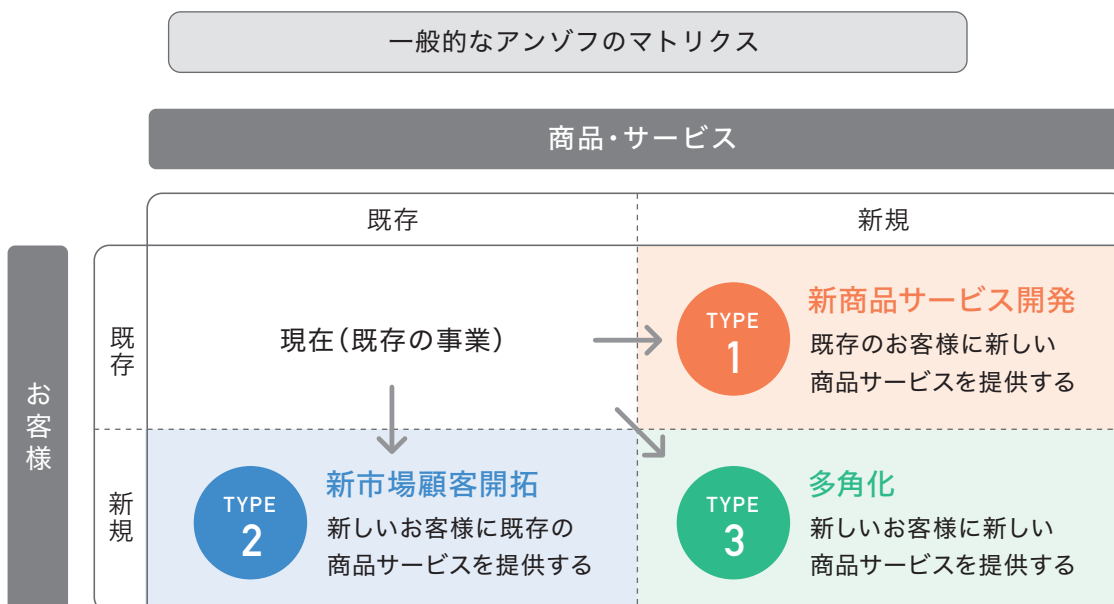 一般的なアンゾフのマトリクス
商品・サービス
既存
新規
お客様
既存
現在(既存の事業)
TYPE
1
新商品サービス開発
既存のお客様に新しい
商品サービスを提供する
新規
TYPE
2
新市場顧客開拓
新しいお客様に既存の
商品サービスを提供する
TYPE
3
多角化
新しいお客様に新しい
商品サービスを提供する